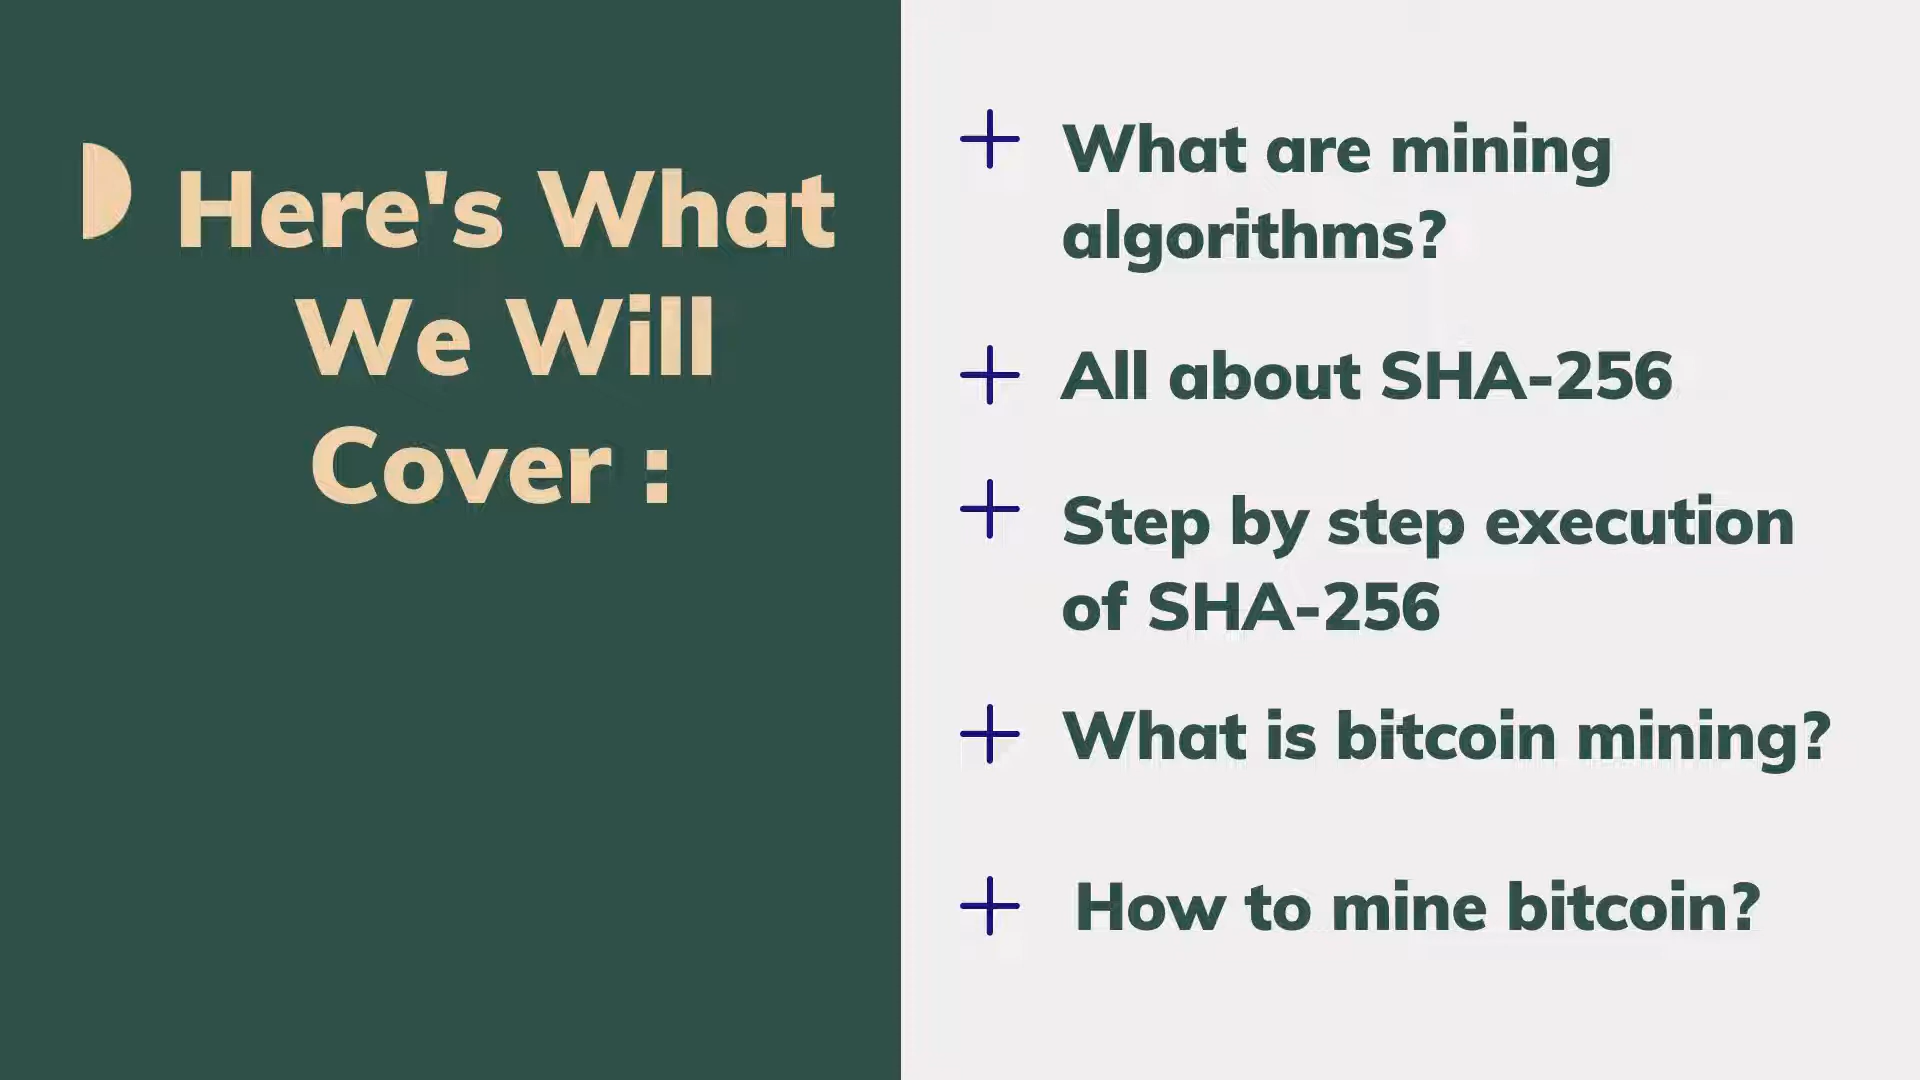 Here's What
We Will
Cover :
What are mining
algorithms?
All about SHA-256
Step by step execution
of SHA-256
What is bitcoin mining?
How to mine bitcoin?